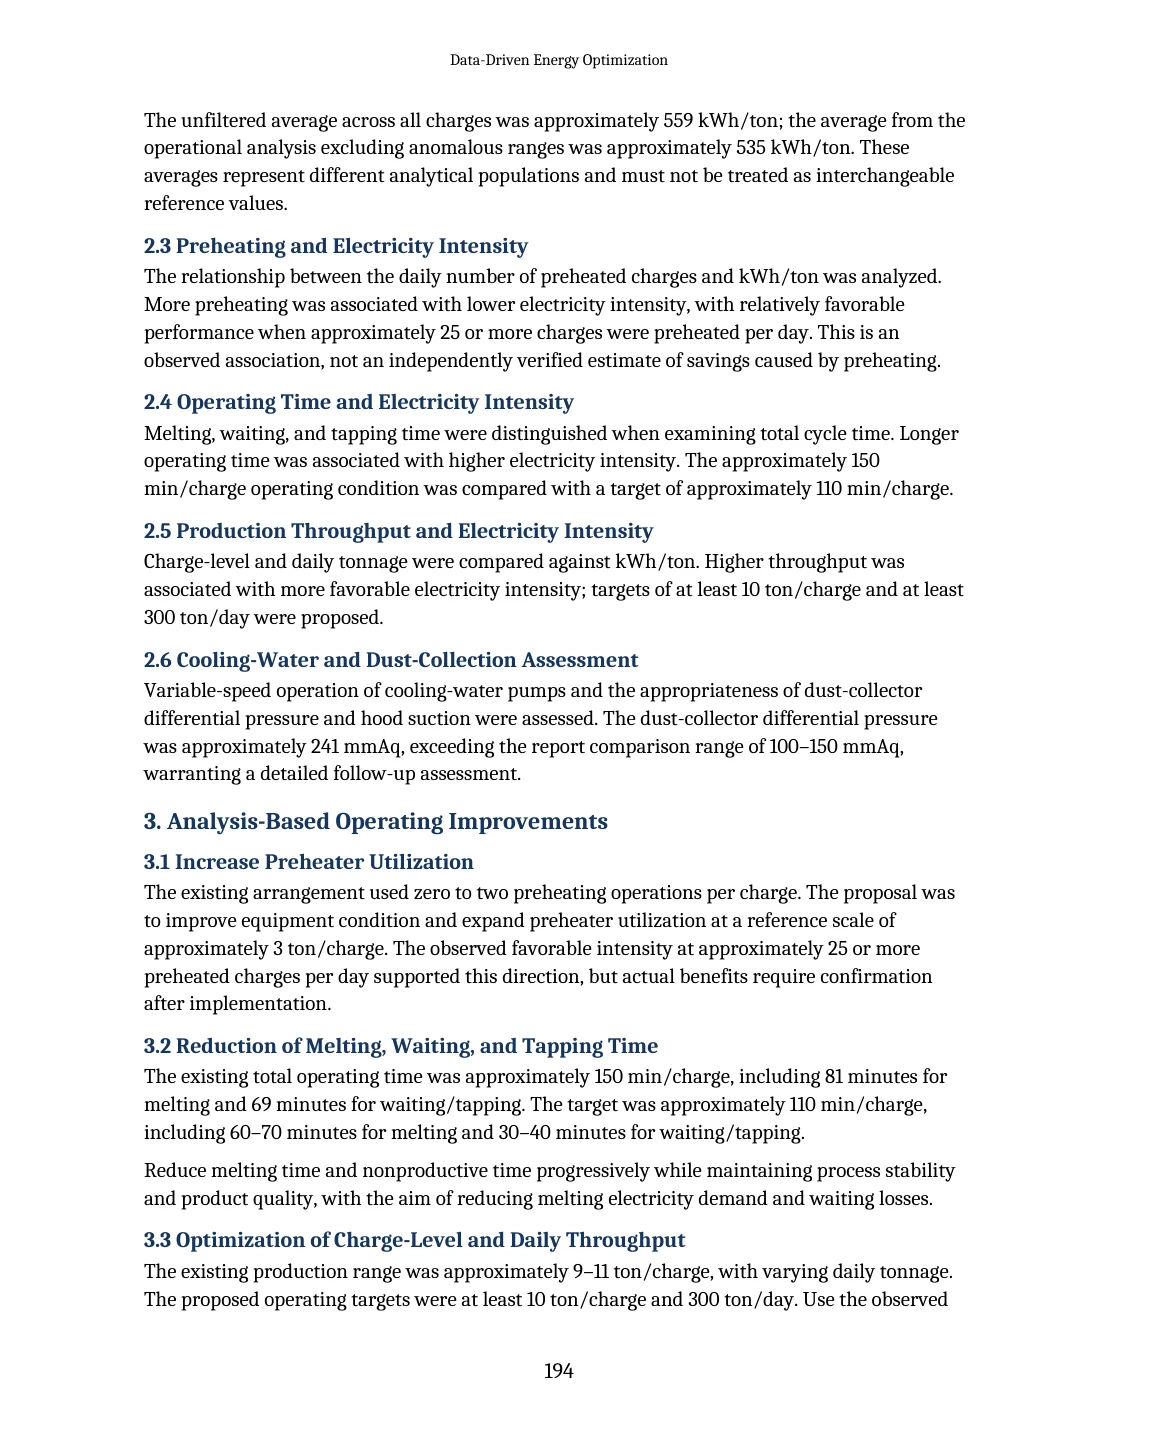 Data-Driven Energy Optimization
The unfiltered average across all charges was approximately 559 kWh/ton; the average from the
operational analysis excluding anomalous ranges was approximately 535 kWh/ton. These
averages represent different analytical populations and must not be treated as interchangeable
reference values.
2.3 Preheating and Electricity Intensity
The relationship between the daily number of preheated charges and kWh/ton was analyzed.
More preheating was associated with lower electricity intensity, with relatively favorable
performance when approximately 25 or more charges were preheated per day. This is an
observed association, not an independently verified estimate of savings caused by preheating.
2.4 Operating Time and Electricity Intensity
Melting, waiting, and tapping time were distinguished when examining total cycle time. Longer
operating time was associated with higher electricity intensity. The approximately 150
min/charge operating condition was compared with a target of approximately 110 min/charge.
2.5 Production Throughput and Electricity Intensity
Charge-level and daily tonnage were compared against kWh/ton. Higher throughput was
associated with more favorable electricity intensity; targets of at least 10 ton/charge and at least
300 ton/day were proposed.
2.6 Cooling-Water and Dust-Collection Assessment
Variable-speed operation of cooling-water pumps and the appropriateness of dust-collector
differential pressure and hood suction were assessed. The dust-collector differential pressure
was approximately 241 mmAq, exceeding the report comparison range of 100–150 mmAq,
warranting a detailed follow-up assessment.
3. Analysis-Based Operating Improvements
3.1 Increase Preheater Utilization
The existing arrangement used zero to two preheating operations per charge. The proposal was
to improve equipment condition and expand preheater utilization at a reference scale of
approximately 3 ton/charge. The observed favorable intensity at approximately 25 or more
preheated charges per day supported this direction, but actual benefits require confirmation
after implementation.
3.2 Reduction of Melting, Waiting, and Tapping Time
The existing total operating time was approximately 150 min/charge, including 81 minutes for
melting and 69 minutes for waiting/tapping. The target was approximately 110 min/charge,
including 60–70 minutes for melting and 30–40 minutes for waiting/tapping.
Reduce melting time and nonproductive time progressively while maintaining process stability
and product quality, with the aim of reducing melting electricity demand and waiting losses.
3.3 Optimization of Charge-Level and Daily Throughput
The existing production range was approximately 9–11 ton/charge, with varying daily tonnage.
The proposed operating targets were at least 10 ton/charge and 300 ton/day. Use the observed
194